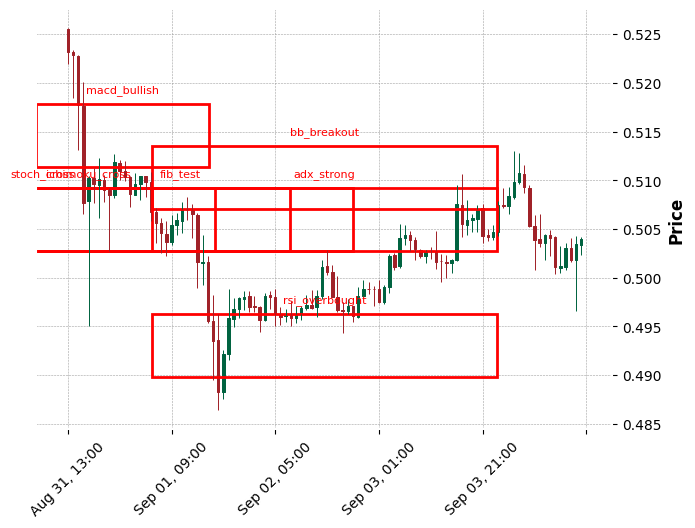 0.525
0.520
macd_bullish
0.515
bb_breakout
0.510
stoch_cross
ichimoku_cross
fib_test
adx_strong
0.505
0.500
rsi_overbought
0.495
0.490
0.485
Price
Aug 31, 13:00
Sep 01, 09:00
Sep 02, 05:00
Sep 03, 01:00
Sep 03, 21:00